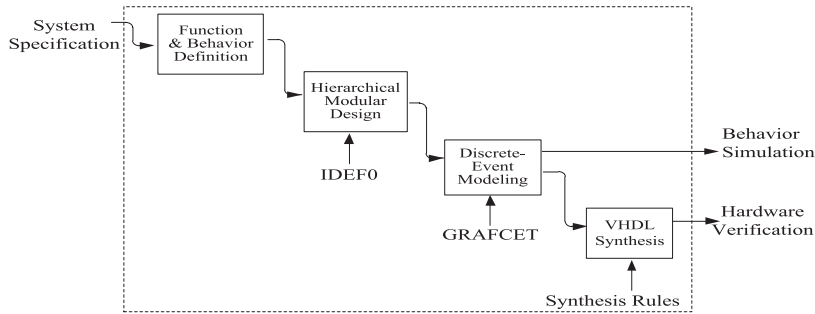 System
Specification
Function
& Behavior
Definition
Hierarchical
Modular
Design
IDEF0
Discrete-
Event
Modeling
GRAFCET
VHDL
Synthesis
Synthesis Rules
Behavior
Simulation
Hardware
Verification